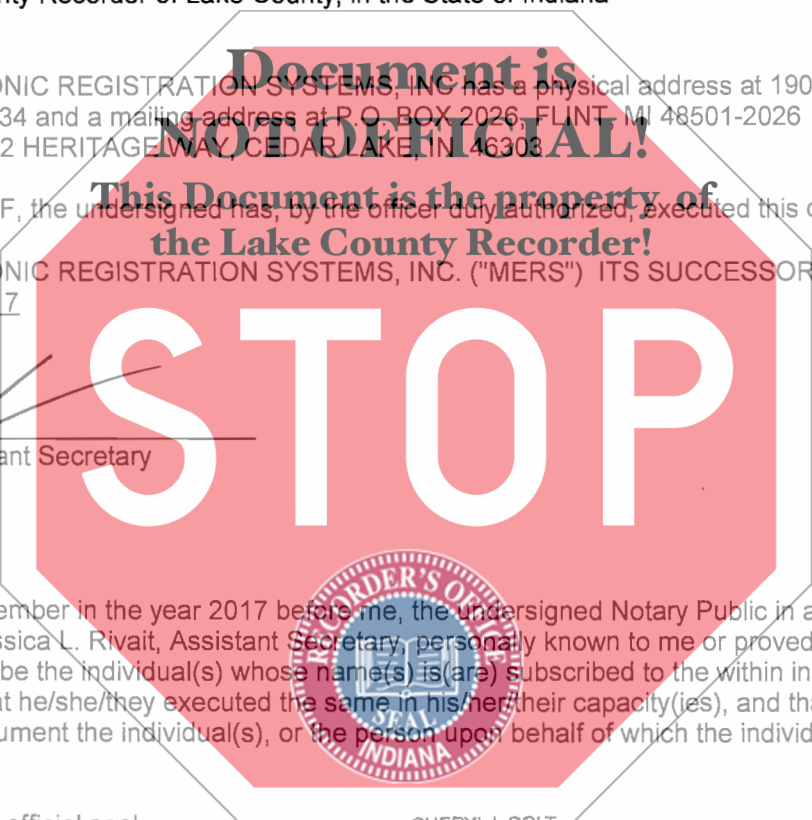 nty Recorder of Lake County, in the State of Indiana
Document is
ONIC REGISTRATION SYSTEMS, INC has a physical address at 190
34 and a mailing address at P.O. BOX 2026, FLINT, MI 48501-2026
NOT OFFICIAL!
2 HERITAGE WAY, CEDAR LAKE, IN 46303
This Document is the property of
F, the undersigned has, by the officer duly authorized, executed this
the Lake County Recorder!
ONIC REGISTRATION SYSTEMS, INC. ("MERS") ITS SUCCESSOR
17
STOP
ant Secretary
ember in the year 2017 before me, the undersigned Notary Public in a
ssica L. Rivait, Assistant Secretary, personally known to me or proved
be the individual(s) whose name(s) is(are) subscribed to the within in
at he/she/they executed the same in his/her/their capacity(ies), and tha
ument the individual(s), or the person upon behalf of which the individ
RECORDER'S OFFICE
SEAL
INDIANA